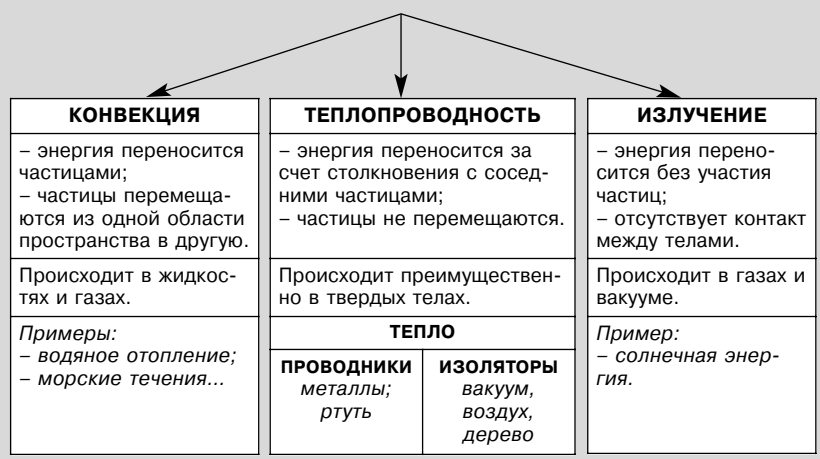 КОНВЕКЦИЯ
– энергия переносится
частицами;
– частицы перемеща-
ются из одной области
пространства в другую.
Происходит в жидкос-
тях и газах.
Примеры:
– водяное отопление;
– морские течения...
ТЕПЛОПРОВОДНОСТЬ
– энергия переносится за
счет столкновения с сосед-
ними частицами;
– частицы не перемещаются.
Происходит преимуществен-
но в твердых телах.
ТЕПЛО
ПРОВОДНИКИ
металлы;
ртуть
ИЗОЛЯТОРЫ
вакуум,
воздух,
дерево
ИЗЛУЧЕНИЕ
– энергия перено-
сится без участия
частиц;
– отсутствует контакт
между телами.
Происходит в газах и
вакууме.
Пример:
– солнечная энер-
гия.